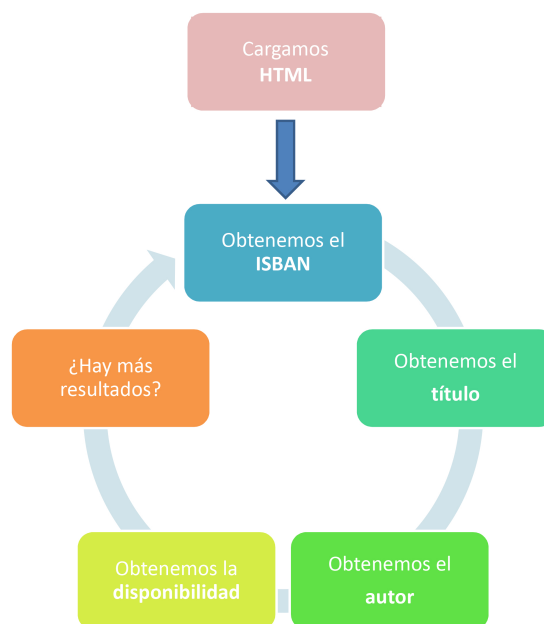 Cargamos
HTML
Obtenemos el
ISBAN
Obtenemos el
título
Obtenemos el
autor
Obtenemos la
disponibilidad
¿Hay más
resultados?